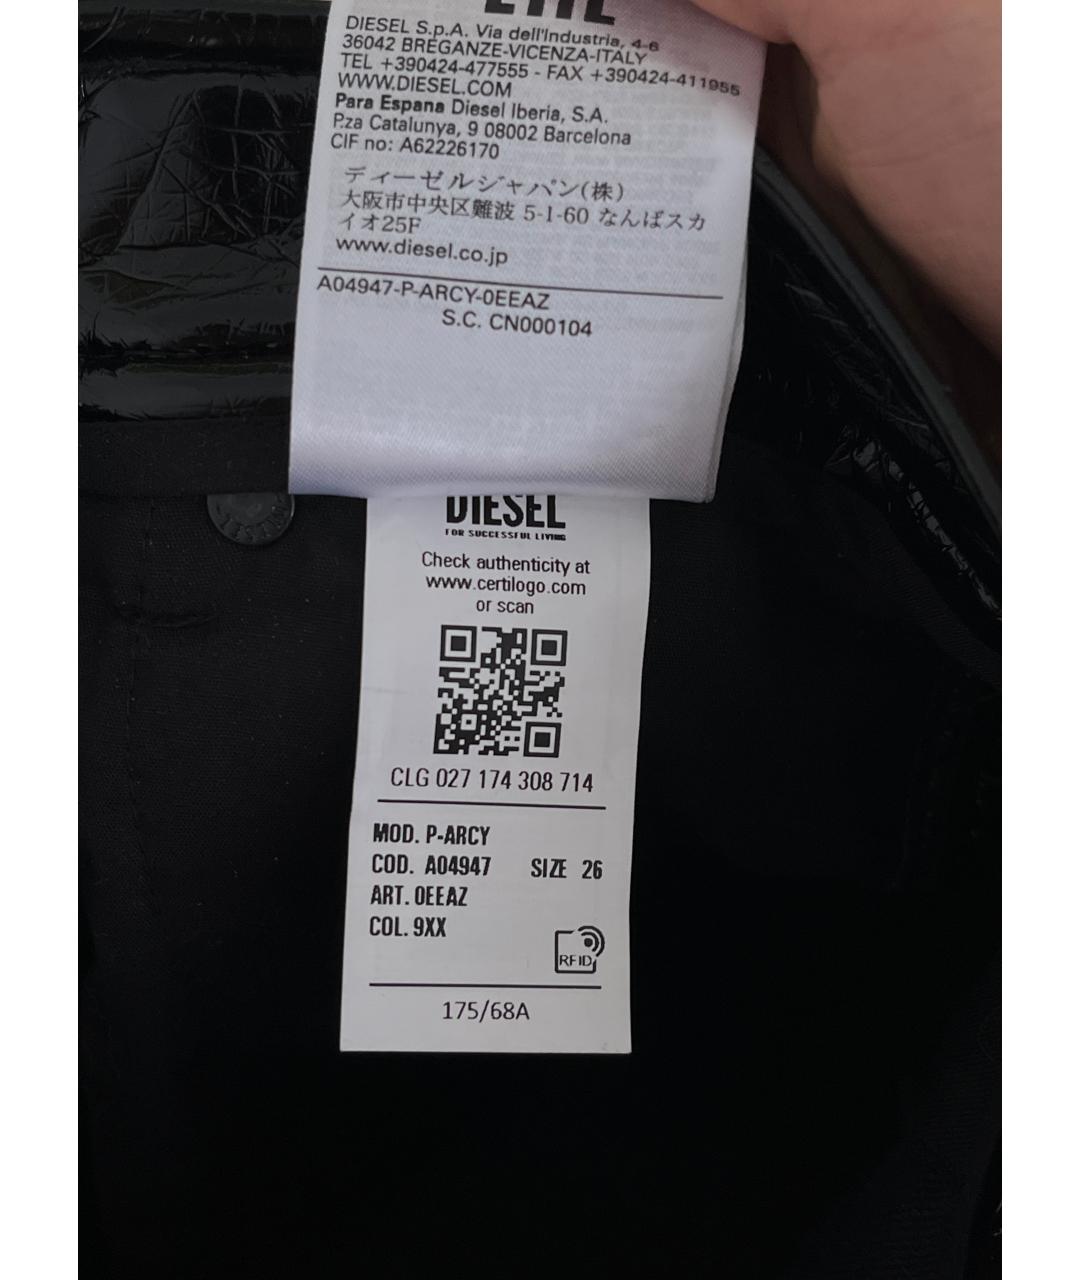 DIESEL S.p.A. Via dell'Industria, 4-6
36042 BREGANZE-VICENZA-ITALY
TEL +390424-477555 - FAX +390424-411955
WWW.DIESEL.COM
Para Espana Diesel Iberia, S.A.
P.za Catalunya, 9 08002 Barcelona
CIF no: A62226170
ディーゼルジャパン(株)
大阪市中央区難波 5-1-60 なんばスカ
イオ25F
www.diesel.co.jp
A04947-P-ARCY-0EEAZ
S.C. CN000104
DIESEL
FOR SUCCESSFUL LIVING
Check authenticity at
www.certilogo.com
or scan
CLG 027 174 308 714
MOD. P-ARCY
COD. A04947 SIZE 26
ART. 0EEAZ
COL. 9XX
RFID
175/68A